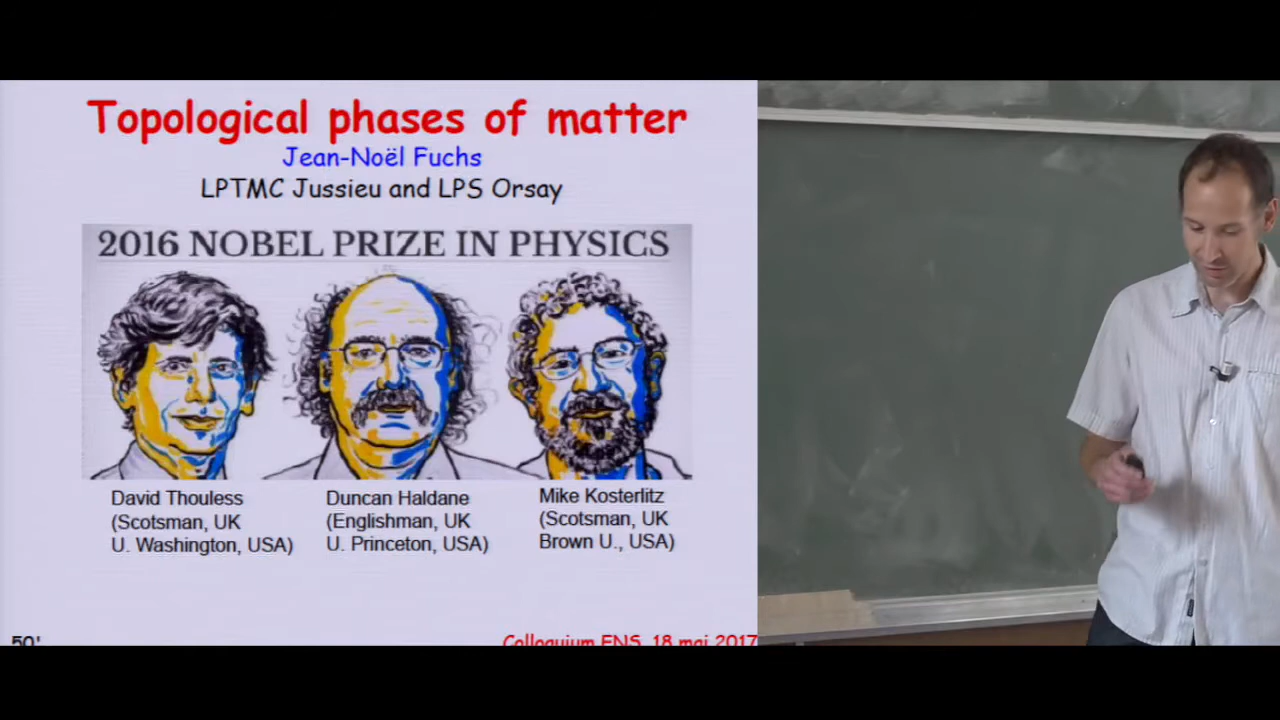 Topological phases of matter
Jean-Noël Fuchs
LPTMC Jussieu and LPS Orsay
2016 NOBEL PRIZE IN PHYSICS
David Thouless
(Scotsman, UK
U. Washington, USA)
Duncan Haldane
(Englishman, UK
U. Princeton, USA)
Mike Kosterlitz
(Scotsman, UK
Brown U., USA)
50'
Colloquium ENS, 18 mai 2017